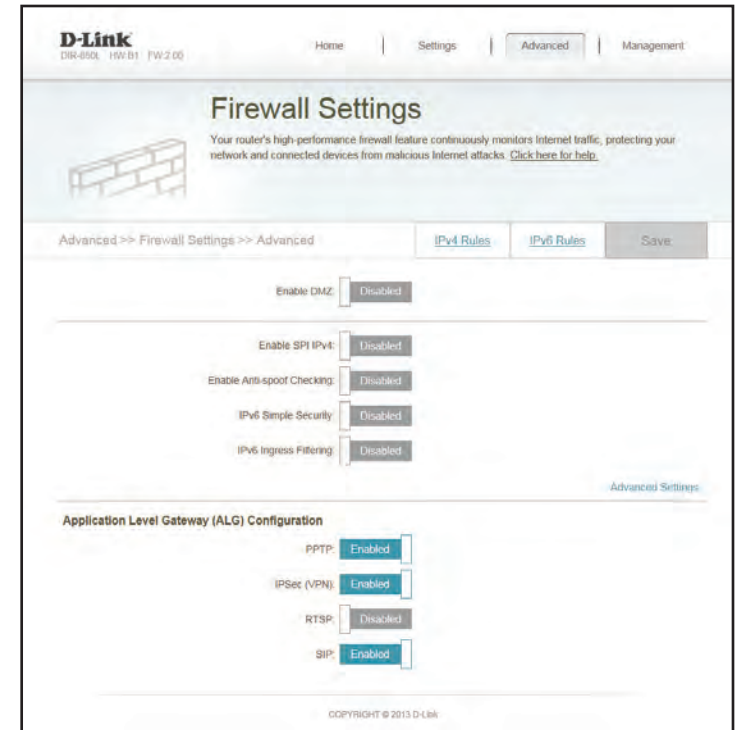 D-Link
DIR-850L HW:B1 FW:2.00
Home
Settings
Advanced
Management
Firewall Settings
Your router's high-performance firewall feature continuously monitors Internet traffic, protecting your
network and connected devices from malicious Internet attacks. Click here for help.
Advanced >> Firewall Settings >> Advanced
IPv4 Rules
IPv6 Rules
Save
Enable DMZ: Disabled
Enable SPI IPv4: Disabled
Enable Anti-spoof Checking: Disabled
IPv6 Simple Security: Disabled
IPv6 Ingress Filtering: Disabled
Advanced Settings
Application Level Gateway (ALG) Configuration
PPTP: Enabled
IPSec (VPN): Enabled
RTSP: Disabled
SIP: Enabled
COPYRIGHT © 2013 D-Link